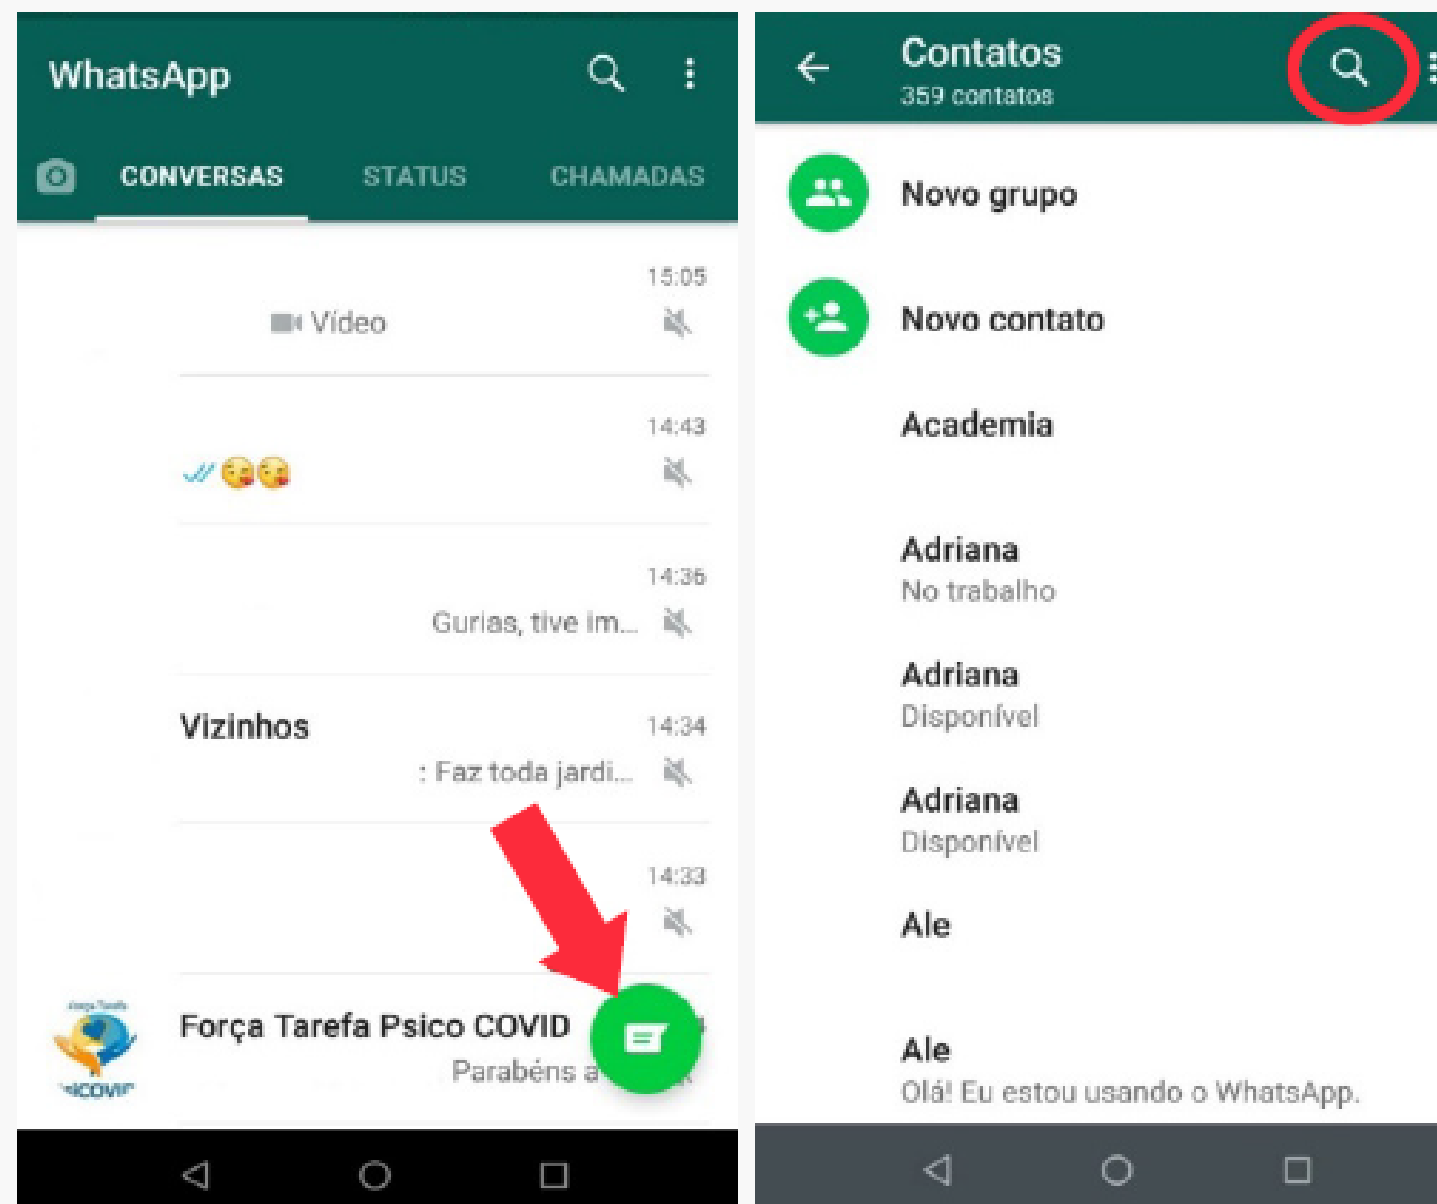 WhatsApp
CONVERSAS STATUS CHAMADAS
15:05
Vídeo
14:43
14:36
Gurias, tive im...
Vizinhos 14:34
: Faz toda jardi...
14:33
Força Tarefa
Força Tarefa Psico COVID
Parabéns a
Contatos
359 contatos
Novo grupo
Novo contato
Academia
Adriana
No trabalho
Adriana
Disponível
Adriana
Disponível
Ale
Ale
Olá! Eu estou usando o WhatsApp.